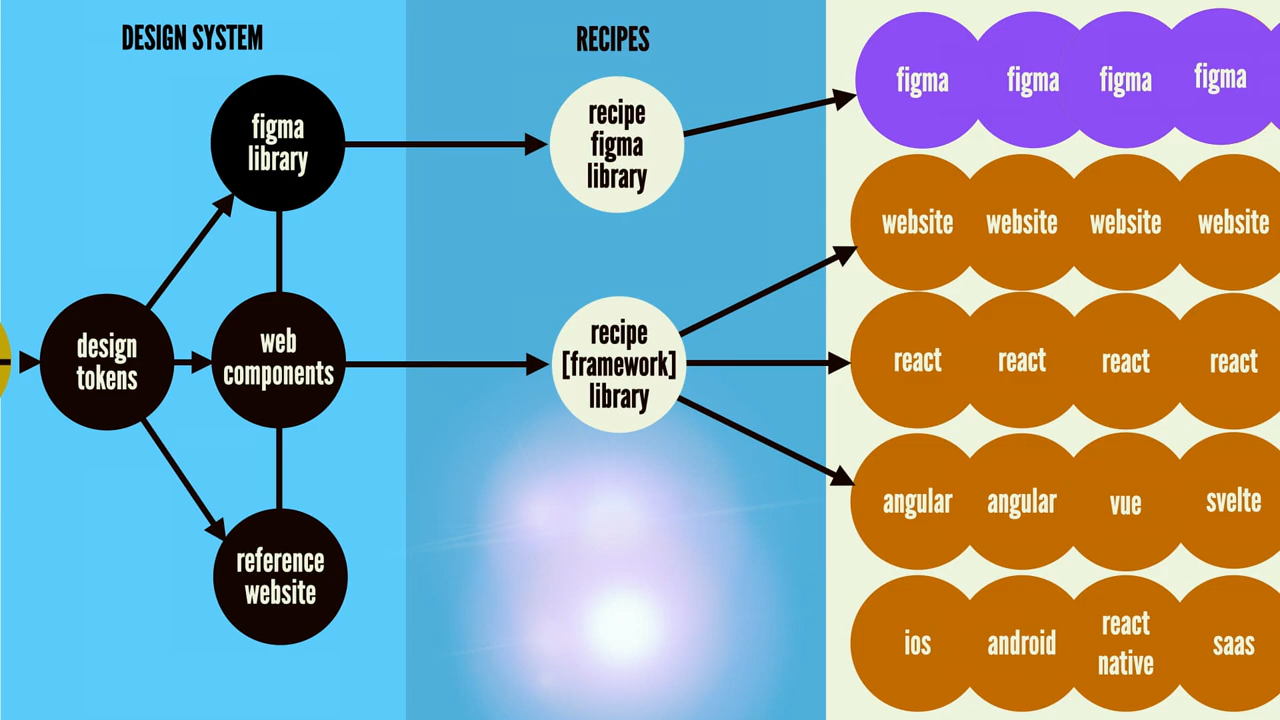 DESIGN SYSTEM
RECIPES
figma
library
design
tokens
web
components
reference
website
recipe
figma
library
recipe
[framework]
library
figma
figma
figma
figma
website
website
website
website
react
react
react
react
angular
angular
vue
svelte
ios
android
react
native
saas